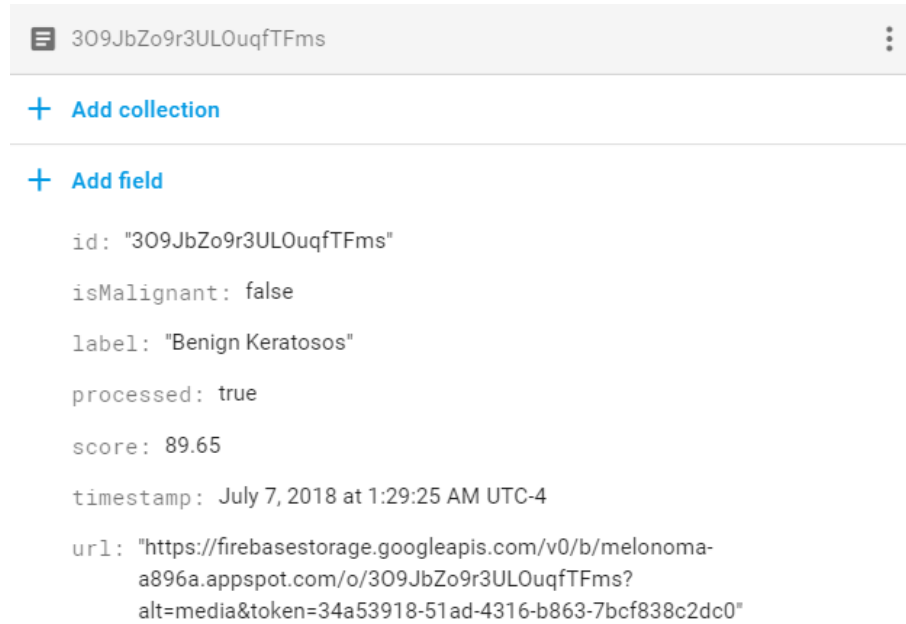 3O9JbZo9r3ULOuqfTFms
Add collection
Add field
id: "3O9JbZo9r3ULOuqfTFms"
isMalignant: false
label: "Benign Keratosos"
processed: true
score: 89.65
timestamp: July 7, 2018 at 1:29:25 AM UTC-4
url: "https://firebasestorage.googleapis.com/v0/b/melonoma-
a896a.appspot.com/o/3O9JbZo9r3ULOuqfTFms?
alt=media&token=34a53918-51ad-4316-b863-7bcf838c2dc0"